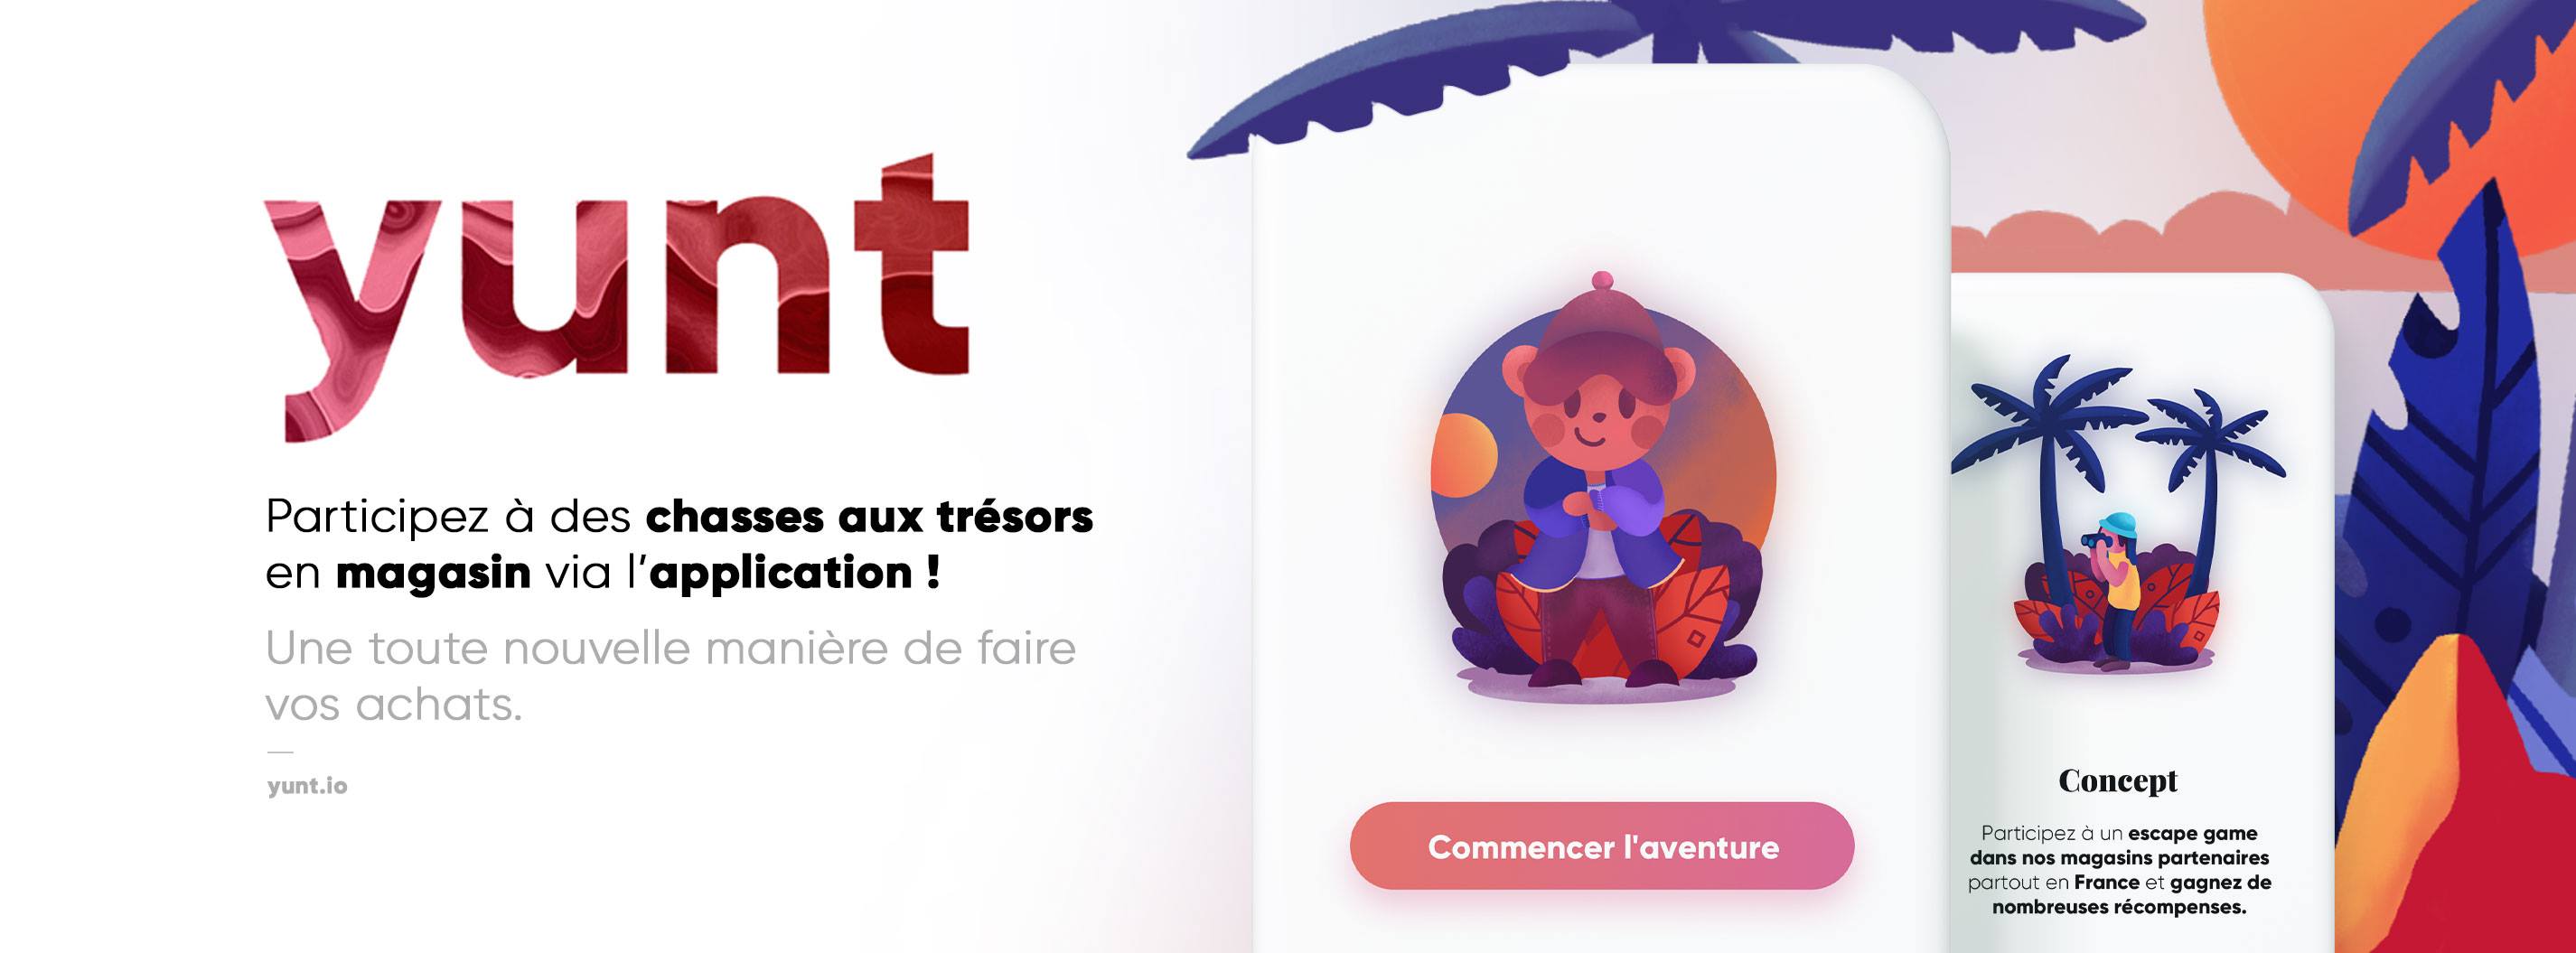 yunt
Participez à des chasses aux trésors
en magasin via l’application !
Une toute nouvelle manière de faire
vos achats.
yunt.io
Commencer l'aventure
Concept
Participez à un escape game
dans nos magasins partenaires
partout en France et gagnez de
nombreuses récompenses.